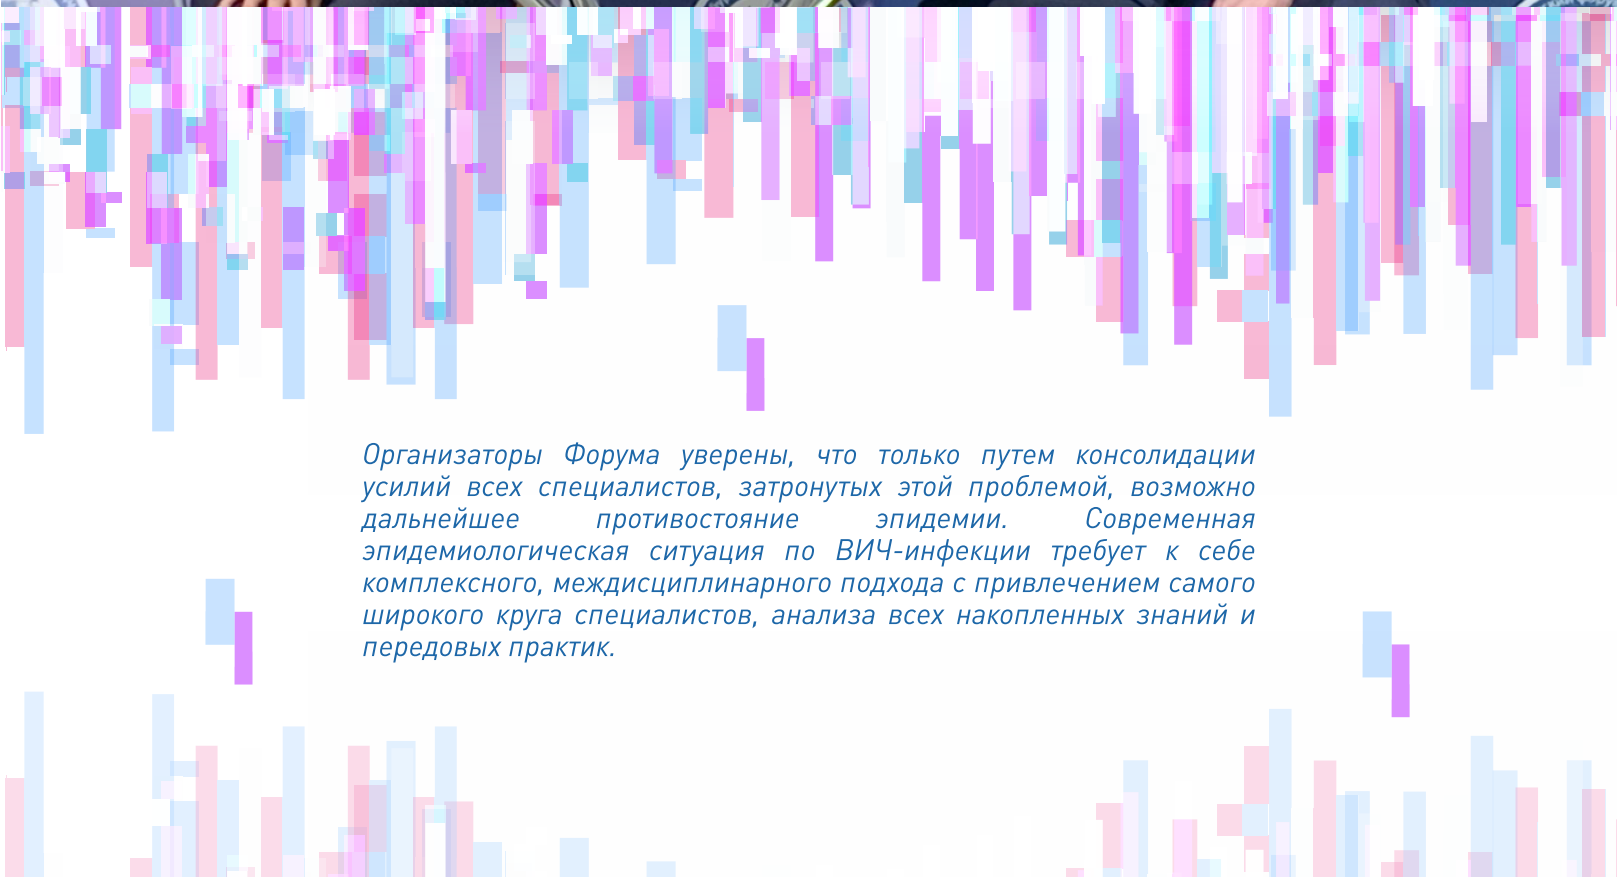 Организаторы Форума уверены, что только путем консолидации
усилий всех специалистов, затронутых этой проблемой, возможно
дальнейшее противостояние эпидемии. Современная
эпидемиологическая ситуация по ВИЧ-инфекции требует к себе
комплексного, междисциплинарного подхода с привлечением самого
широкого круга специалистов, анализа всех накопленных знаний и
передовых практик.